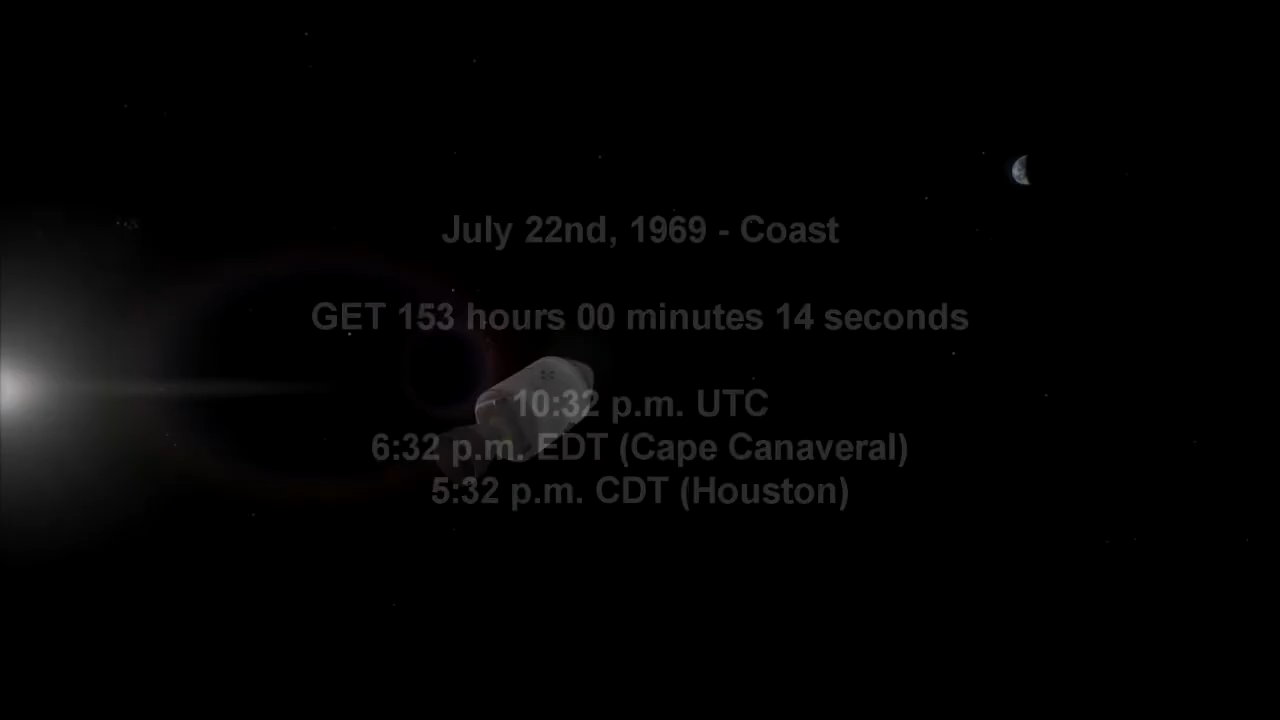 July 22nd, 1969 - Coast
GET 153 hours 00 minutes 14 seconds
10:32 p.m. UTC
6:32 p.m. EDT (Cape Canaveral)
5:32 p.m. CDT (Houston)